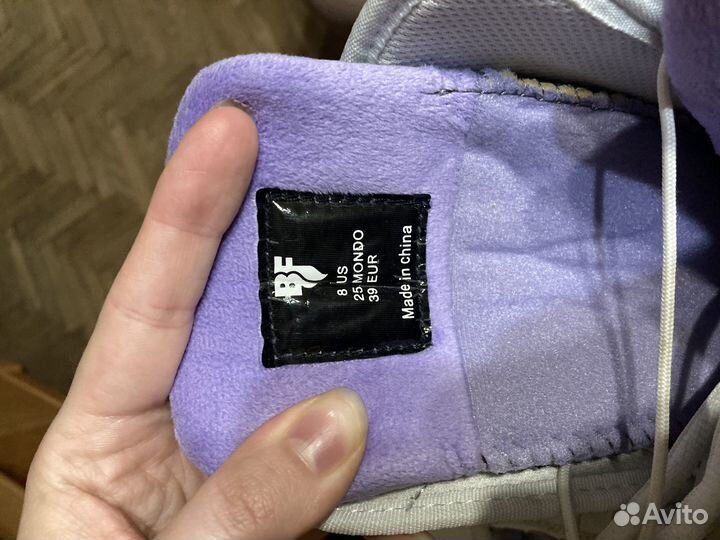 BF
8 US
25 MONDO
39 EUR
Made in china
Avito